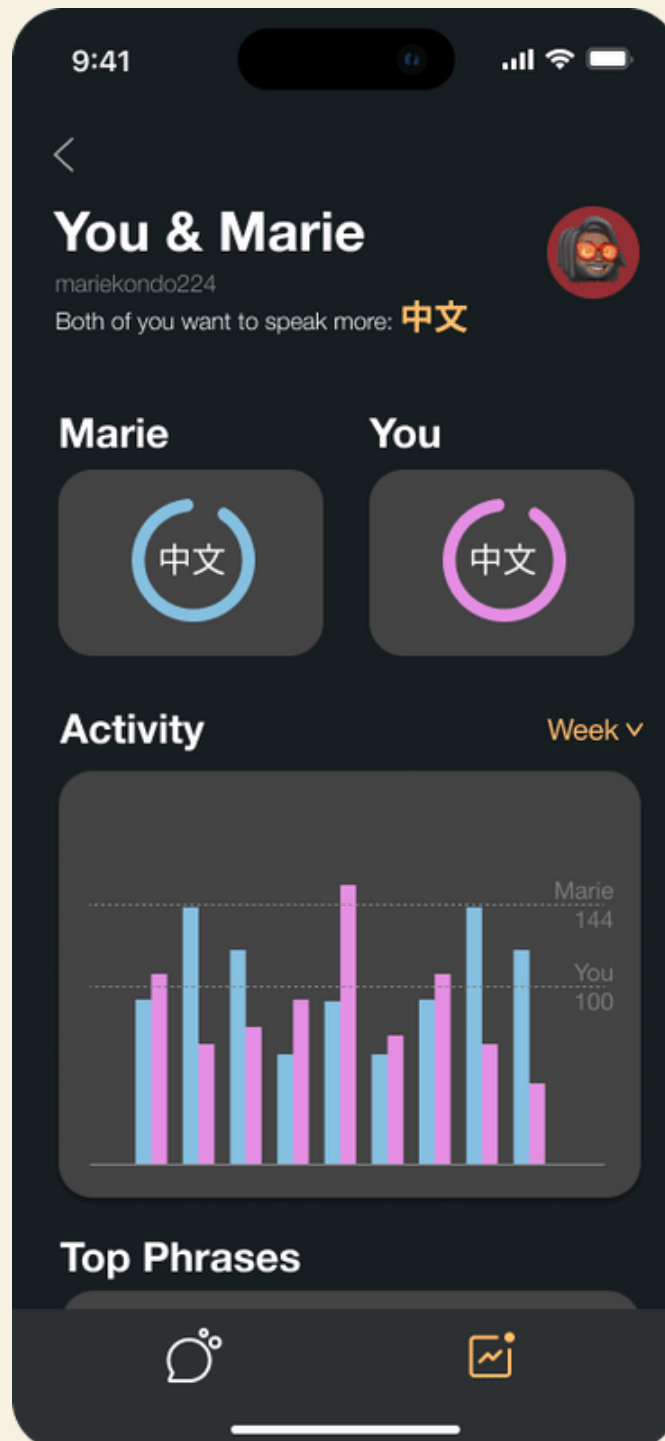 9:41
You & Marie
mariekondo224
Both of you want to speak more: 中文
Marie
You
中文
中文
Activity
Week
Marie
144
You
100
Top Phrases